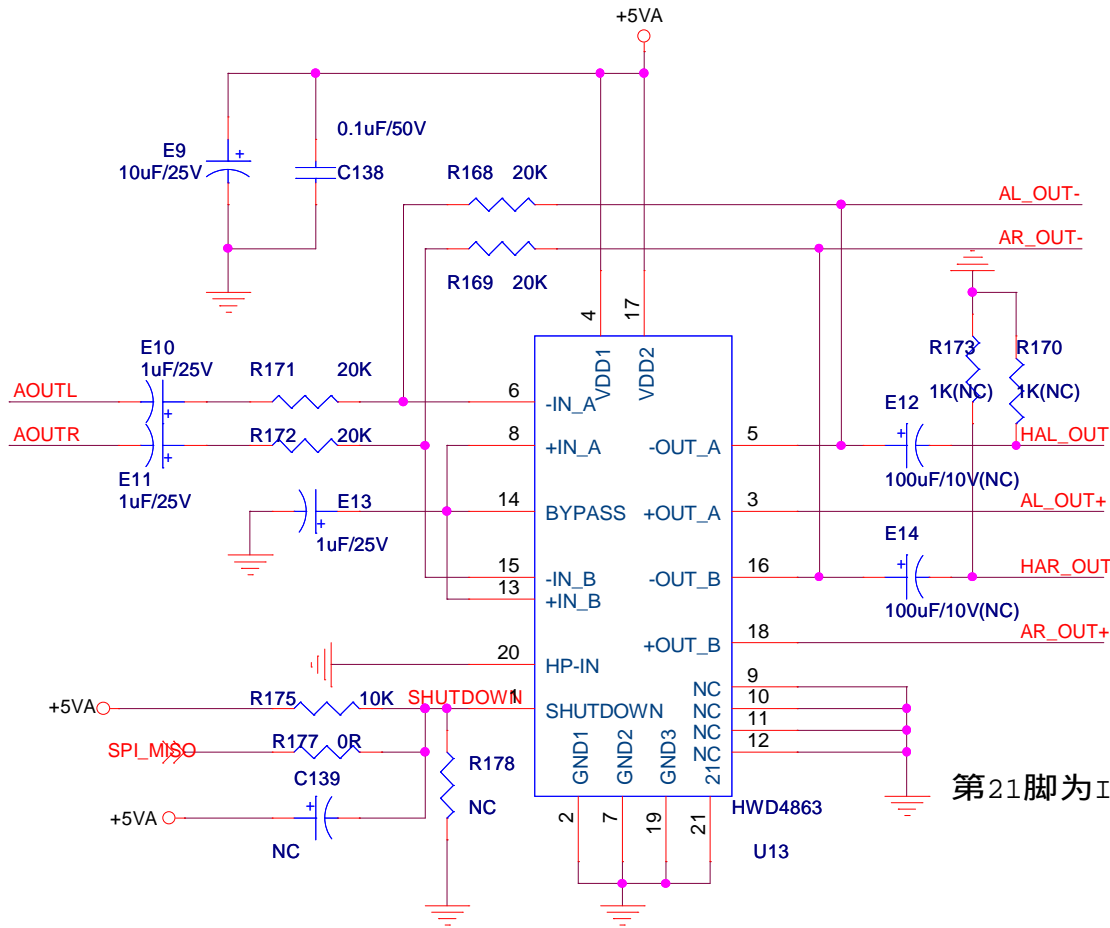 +5VA
0.1uF/50V
E9
10uF/25V
C138
R168 20K
AL_OUT-
AR_OUT-
R169 20K
4
17
VDD1
VDD2
E10
1uF/25V
R171 20K
AOUTL
6
-IN_A
R173
R170
1K(NC)
1K(NC)
E12
AOUTR
R172 20K
8
+IN_A
-OUT_A
5
HAL_OUT
E11
1uF/25V
100uF/10V(NC)
E13
14
BYPASS
+OUT_A
3
AL_OUT+
1uF/25V
E14
15
-IN_B
-OUT_B
16
HAR_OUT
13
+IN_B
100uF/10V(NC)
+OUT_B
18
AR_OUT+
20
HP-IN
NC
9
R175 10K
SHUTDOWN
1
NC
10
+5VA
SHUTDOWN
NC
11
SPI_MISO
R177 0R
NC
12
C139
R178
GND1
GND2
GND3
21
第21脚为I
+5VA
NC
HWD4863
NC
2
7
19
21
U13